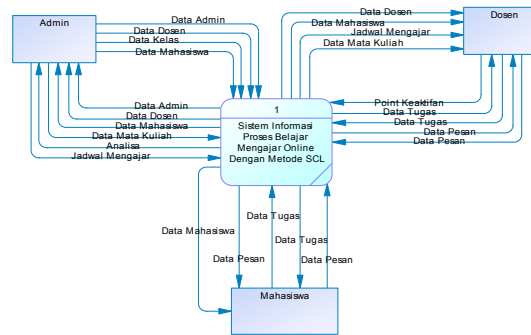 Admin
Data Admin
Data Dosen
Data Kelas
Data Mahasiswa
Data Dosen
Data Mahasiswa
Jadwal Mengajar
Data Mata Kuliah
Dosen
Data Admin
Data Dosen
Data Mahasiswa
Data Mata Kuliah
Analisa
Jadwal Mengajar
1
Sistem Informasi
Proses Belajar
Mengajar Online
Dengan Metode SCL
Point Keaktifan
Data Tugas
Data Tugas
Data Pesan
Data Pesan
Data Mahasiswa
Data Tugas
Data Tugas
Data Pesan
Data Pesan
Mahasiswa